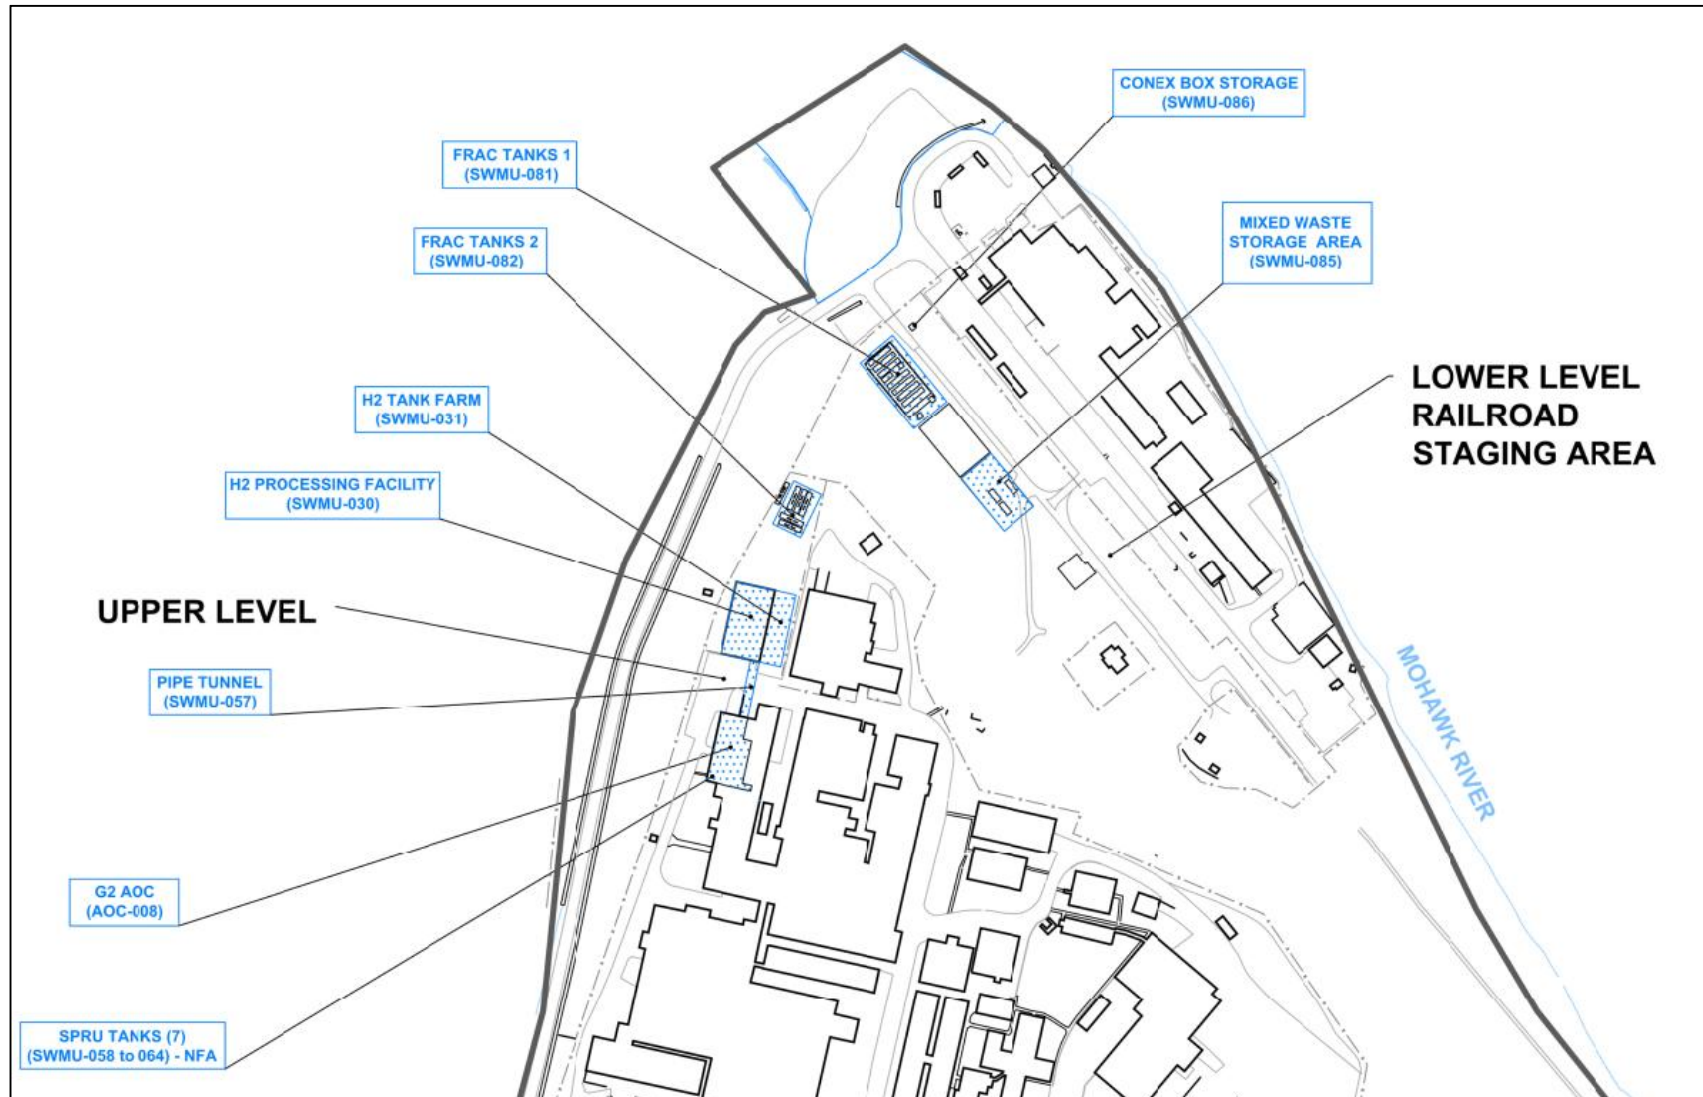 CONEX BOX STORAGE
(SWMU-086)
FRAC TANKS 1
(SWMU-081)
MIXED WASTE
STORAGE AREA
(SWMU-085)
FRAC TANKS 2
(SWMU-082)
LOWER LEVEL
RAILROAD
STAGING AREA
H2 TANK FARM
(SWMU-031)
H2 PROCESSING FACILITY
(SWMU-030)
UPPER LEVEL
PIPE TUNNEL
(SWMU-057)
MOHAWK RIVER
G2 AOC
(AOC-008)
SPRU TANKS (7)
(SWMU-058 to 064) - NFA